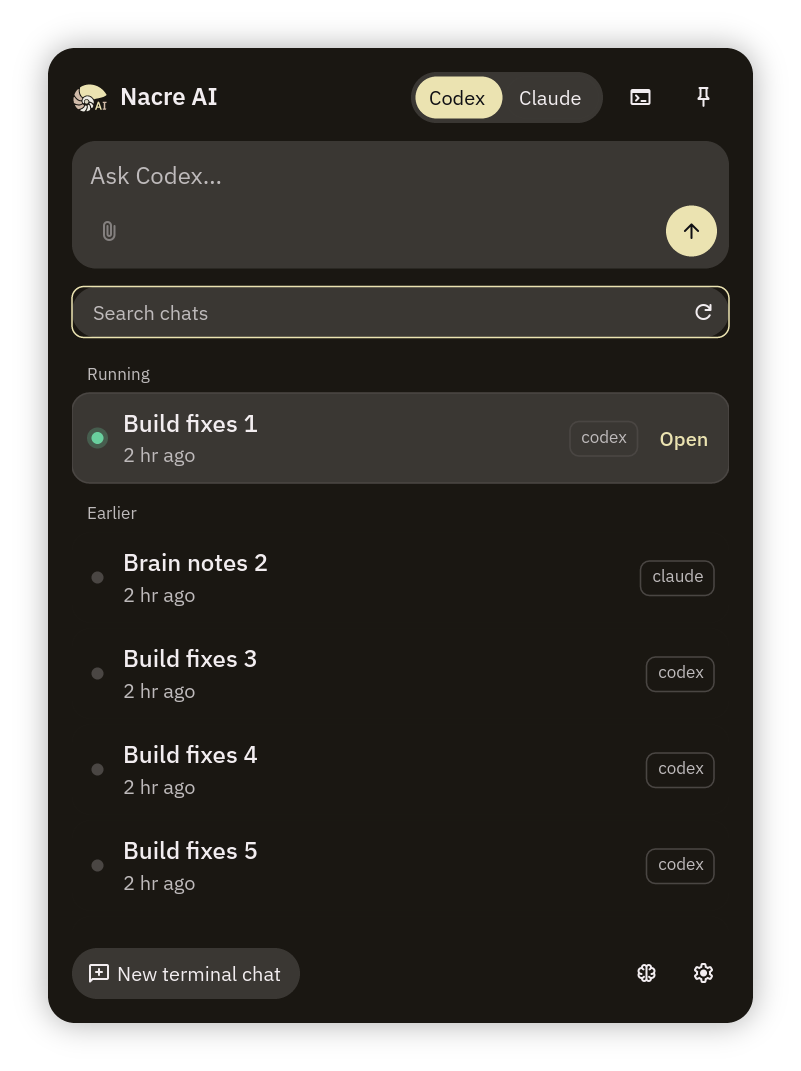 AI
Nacre AI
Codex
Claude
Ask Codex...
Search chats
Running
Build fixes 1
2 hr ago
codex
Open
Earlier
Brain notes 2
2 hr ago
claude
Build fixes 3
2 hr ago
codex
Build fixes 4
2 hr ago
codex
Build fixes 5
2 hr ago
codex
New terminal chat